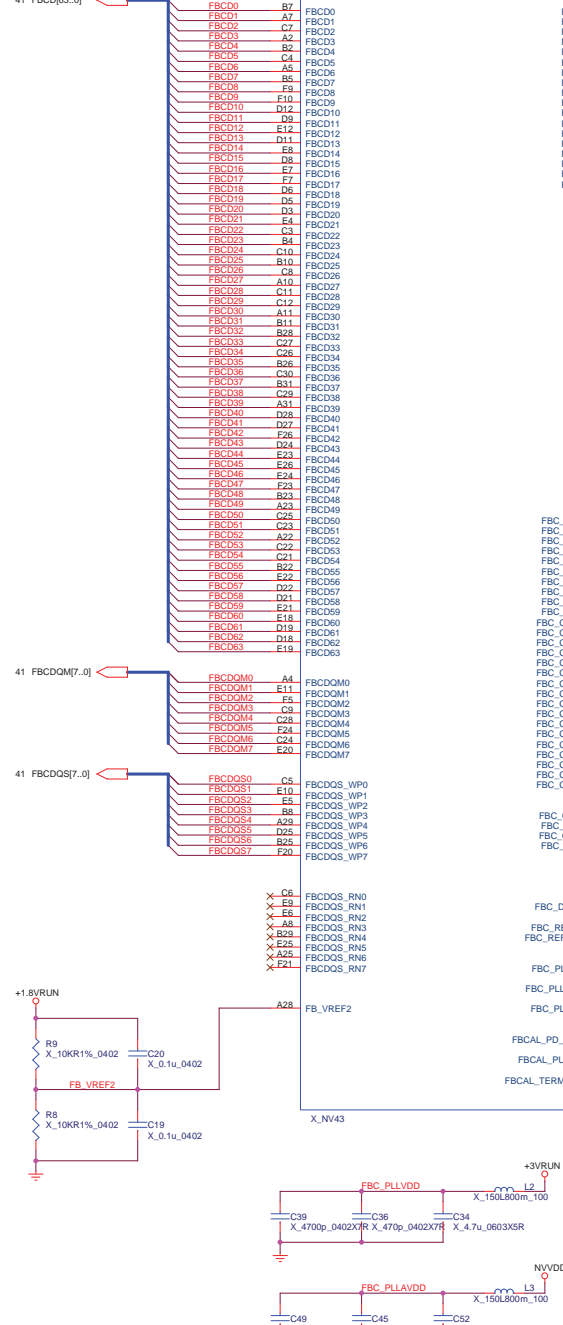 41 FBCD[63..0]
FBCD0 B7 FBCD0
FBCD1 A7 FBCD1
FBCD2 C7 FBCD2
FBCD3 A2 FBCD3
FBCD4 B2 FBCD4
FBCD5 C4 FBCD5
FBCD6 A5 FBCD6
FBCD7 B5 FBCD7
FBCD8 F9 FBCD8
FBCD9 F10 FBCD9
FBCD10 D12 FBCD10
FBCD11 D9 FBCD11
FBCD12 E12 FBCD12
FBCD13 D11 FBCD13
FBCD14 E8 FBCD14
FBCD15 D8 FBCD15
FBCD16 E7 FBCD16
FBCD17 F7 FBCD17
FBCD18 D6 FBCD18
FBCD19 D5 FBCD19
FBCD20 D3 FBCD20
FBCD21 E4 FBCD21
FBCD22 C3 FBCD22
FBCD23 B4 FBCD23
FBCD24 C10 FBCD24
FBCD25 B10 FBCD25
FBCD26 C8 FBCD26
FBCD27 A10 FBCD27
FBCD28 C11 FBCD28
FBCD29 C12 FBCD29
FBCD30 A11 FBCD30
FBCD31 B11 FBCD31
FBCD32 B28 FBCD32
FBCD33 C27 FBCD33
FBCD34 C26 FBCD34
FBCD35 B26 FBCD35
FBCD36 C30 FBCD36
FBCD37 B31 FBCD37
FBCD38 C29 FBCD38
FBCD39 A31 FBCD39
FBCD40 D28 FBCD40
FBCD41 D27 FBCD41
FBCD42 F26 FBCD42
FBCD43 D24 FBCD43
FBCD44 E23 FBCD44
FBCD45 E26 FBCD45
FBCD46 E24 FBCD46
FBCD47 F23 FBCD47
FBCD48 B23 FBCD48
FBCD49 A23 FBCD49
FBCD50 C25 FBCD50
FBCD51 C23 FBCD51
FBCD52 A22 FBCD52
FBCD53 C22 FBCD53
FBCD54 C21 FBCD54
FBCD55 B22 FBCD55
FBCD56 E22 FBCD56
FBCD57 D22 FBCD57
FBCD58 D21 FBCD58
FBCD59 E21 FBCD59
FBCD60 E18 FBCD60
FBCD61 D19 FBCD61
FBCD62 D18 FBCD62
FBCD63 E19 FBCD63
41 FBCDQM[7..0]
FBCDQM0 A4 FBCDQM0
FBCDQM1 E11 FBCDQM1
FBCDQM2 F5 FBCDQM2
FBCDQM3 C9 FBCDQM3
FBCDQM4 C28 FBCDQM4
FBCDQM5 F24 FBCDQM5
FBCDQM6 C24 FBCDQM6
FBCDQM7 E20 FBCDQM7
41 FBCDQS[7..0]
FBCDQS0 C5 FBCDQS_WP0
FBCDQS1 E10 FBCDQS_WP1
FBCDQS2 E5 FBCDQS_WP2
FBCDQS3 B8 FBCDQS_WP3
FBCDQS4 A29 FBCDQS_WP4
FBCDQS5 D25 FBCDQS_WP5
FBCDQS6 B25 FBCDQS_WP6
FBCDQS7 F20 FBCDQS_WP7
C6 FBCDQS_RN0
E9 FBCDQS_RN1
E6 FBCDQS_RN2
A8 FBCDQS_RN3
B29 FBCDQS_RN4
E25 FBCDQS_RN5
A25 FBCDQS_RN6
F21 FBCDQS_RN7
A28 FB_VREF2
+1.8VRUN
R9
X_10KR1%_0402
C20
X_0.1u_0402
FB_VREF2
R8
X_10KR1%_0402
C19
X_0.1u_0402
X_NV43
+3VRUN
FBC_PLLVDD
L2
X_150L800m_100
C39
X_4700p_0402X7R
C36
X_470p_0402X7R
C34
X_4.7u_0603X5R
NVVDD
FBC_PLLAVDD
L3
X_150L800m_100
C49
C45
C52